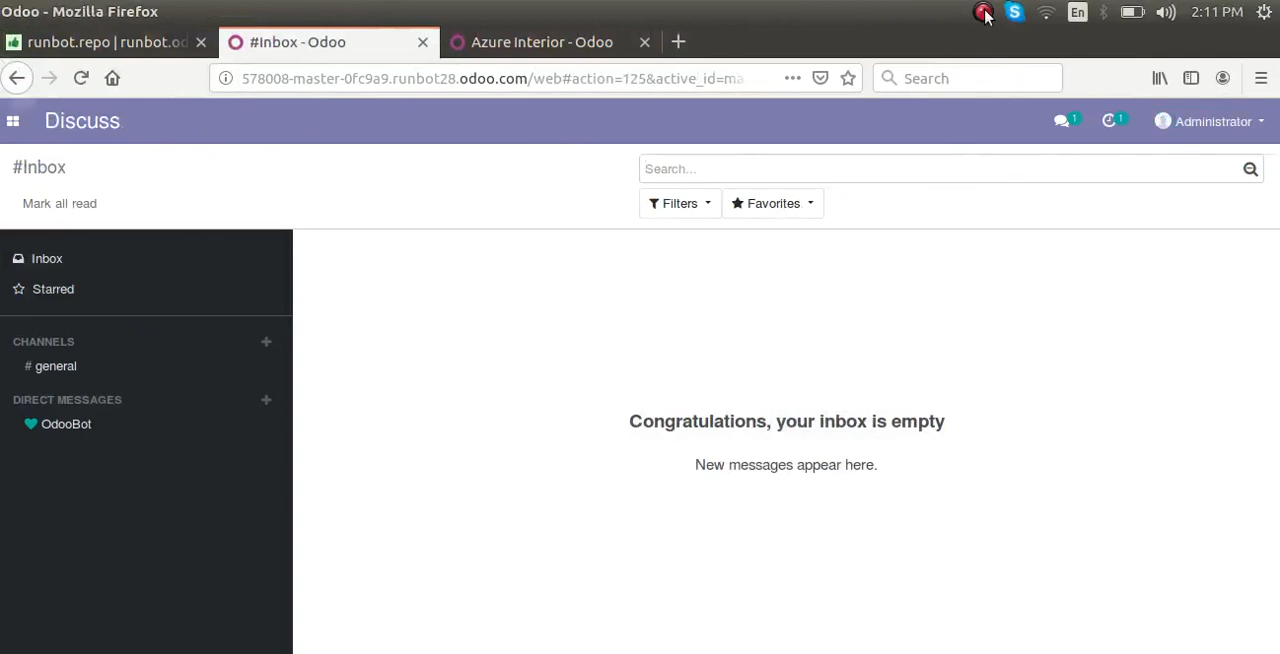 Odoo - Mozilla Firefox
En
2:11 PM
runbot.repo | runbot.od
#Inbox - Odoo
Azure Interior - Odoo
578008-master-0fc9a9.runbot28.odoo.com/web#action=125&active_id=ma
Search
Discuss
1
1
Administrator
#Inbox
Search...
Mark all read
Filters
Favorites
Inbox
Starred
CHANNELS
# general
DIRECT MESSAGES
OdooBot
Congratulations, your inbox is empty
New messages appear here.